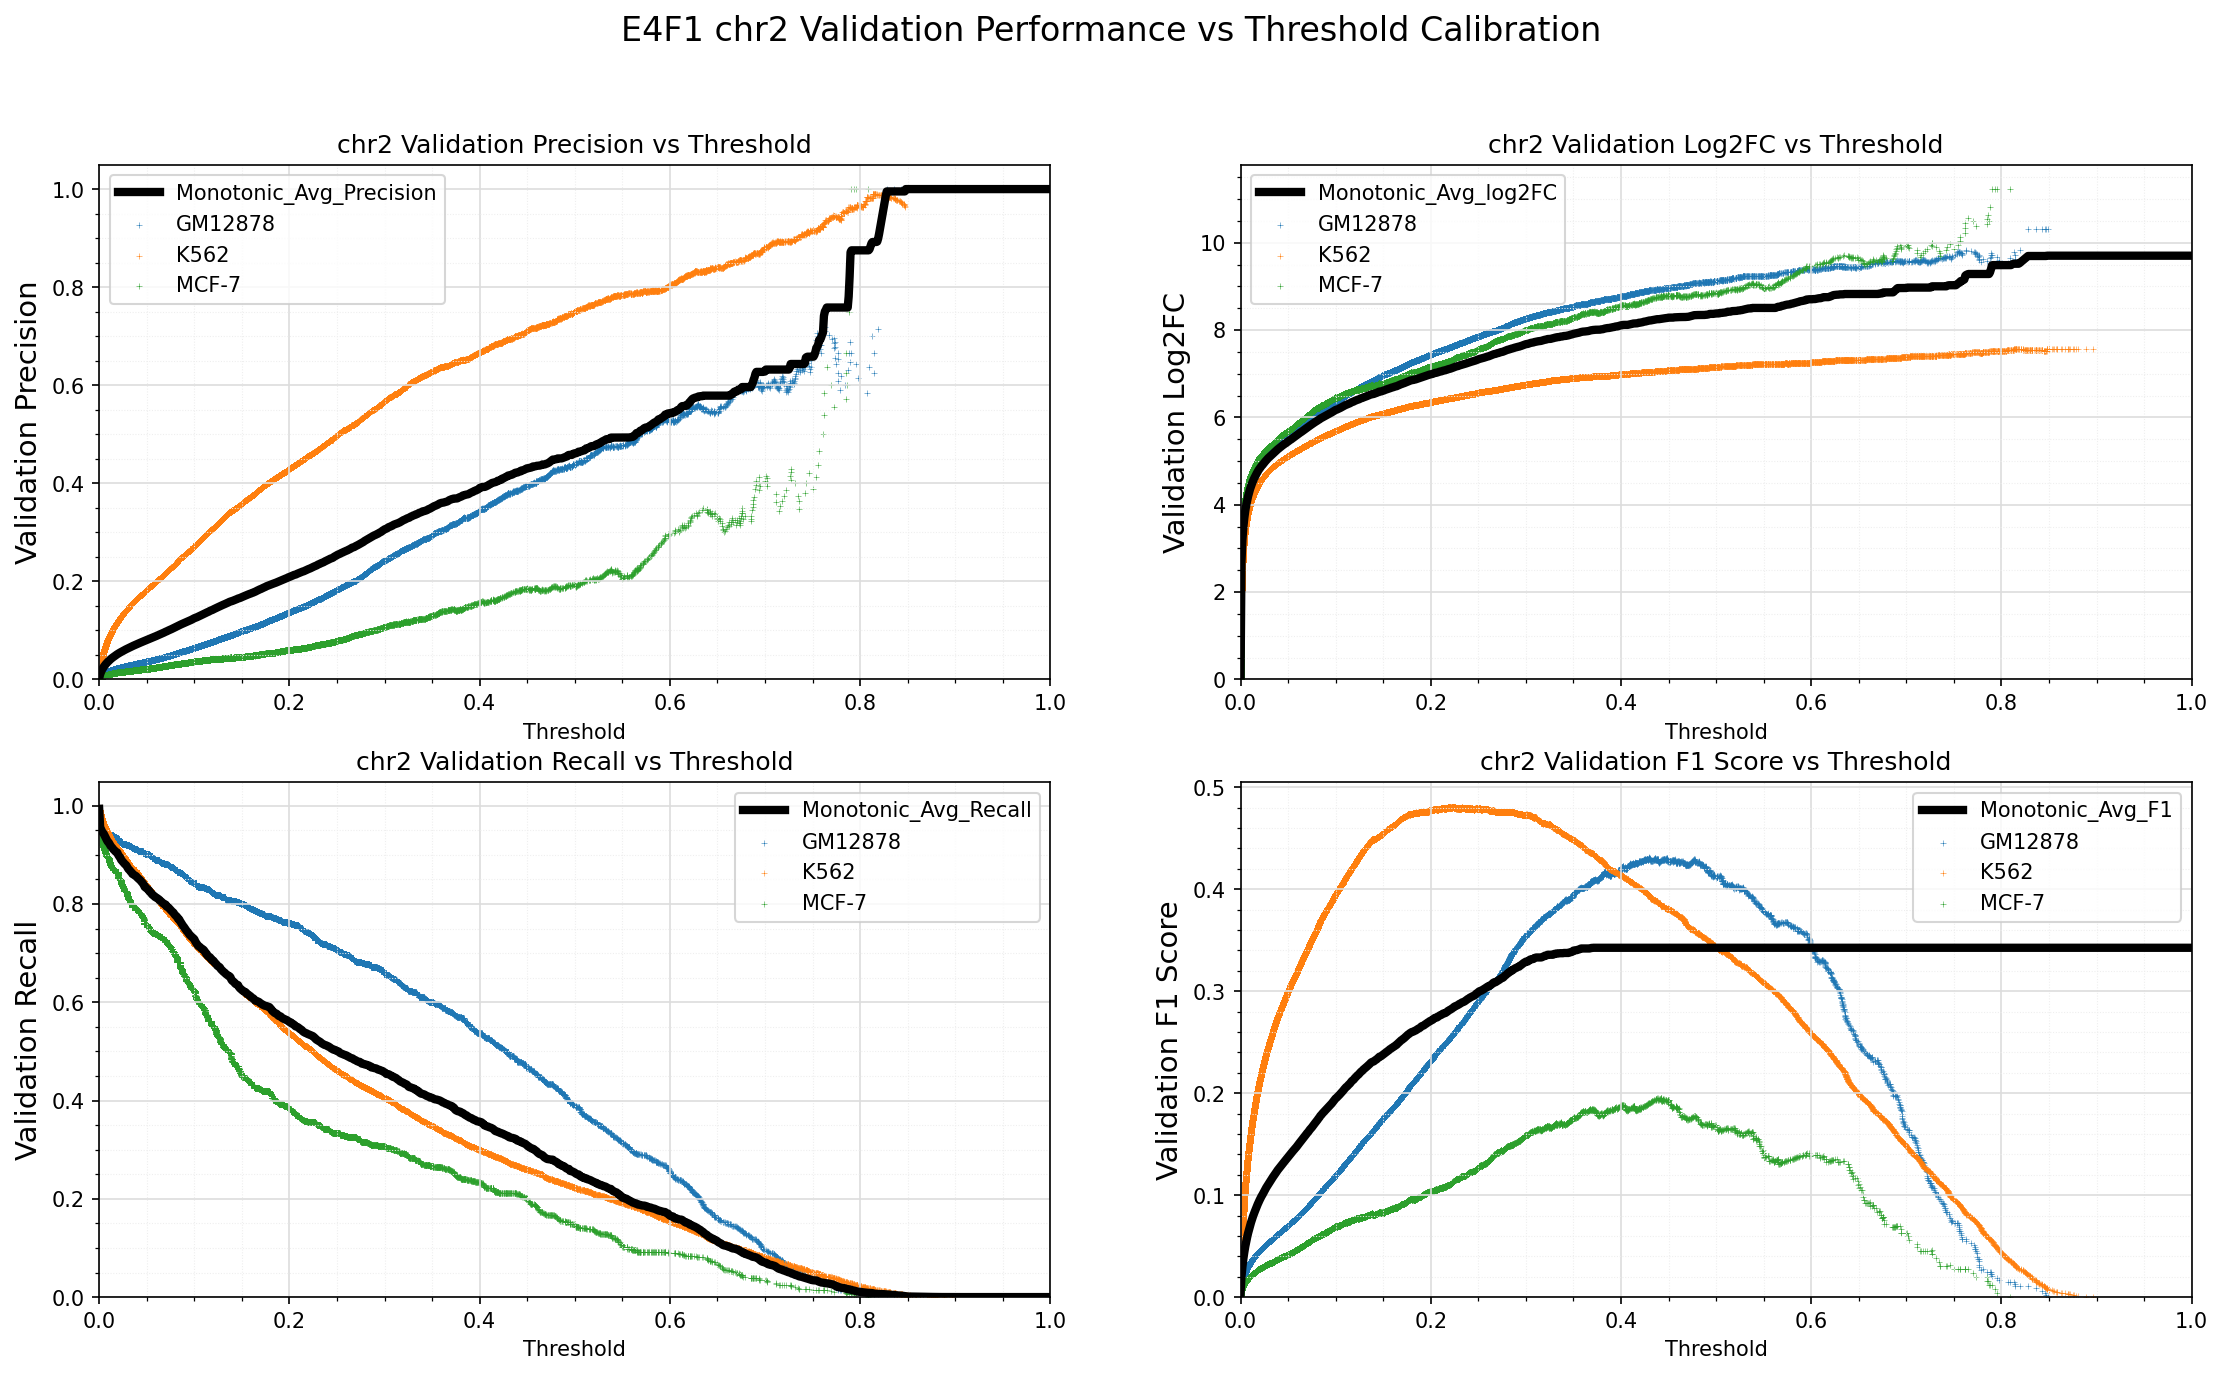 E4F1 chr2 Validation Performance vs Threshold Calibration
chr2 Validation Precision vs Threshold
Validation Precision
1.0
0.8
0.6
0.4
0.2
0.0
Monotonic_Avg_Precision
GM12878
K562
MCF-7
0.0 0.2 0.4 0.6 0.8 1.0
Threshold
chr2 Validation Log2FC vs Threshold
Validation Log2FC
10
8
6
4
2
0
Monotonic_Avg_log2FC
GM12878
K562
MCF-7
0.0 0.2 0.4 0.6 0.8 1.0
Threshold
chr2 Validation Recall vs Threshold
Validation Recall
1.0
0.8
0.6
0.4
0.2
0.0
Monotonic_Avg_Recall
GM12878
K562
MCF-7
0.0 0.2 0.4 0.6 0.8 1.0
Threshold
chr2 Validation F1 Score vs Threshold
Validation F1 Score
0.5
0.4
0.3
0.2
0.1
0.0
Monotonic_Avg_F1
GM12878
K562
MCF-7
0.0 0.2 0.4 0.6 0.8 1.0
Threshold